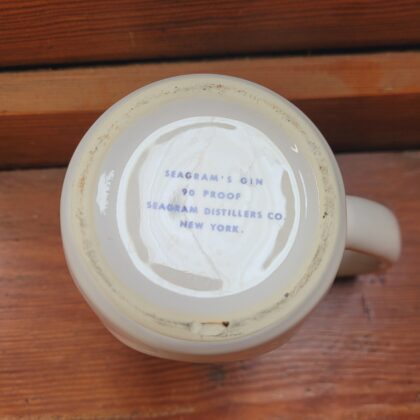 SEAGRAM'S GIN
90 PROOF
SEAGRAM DISTILLERS CO.
NEW YORK.